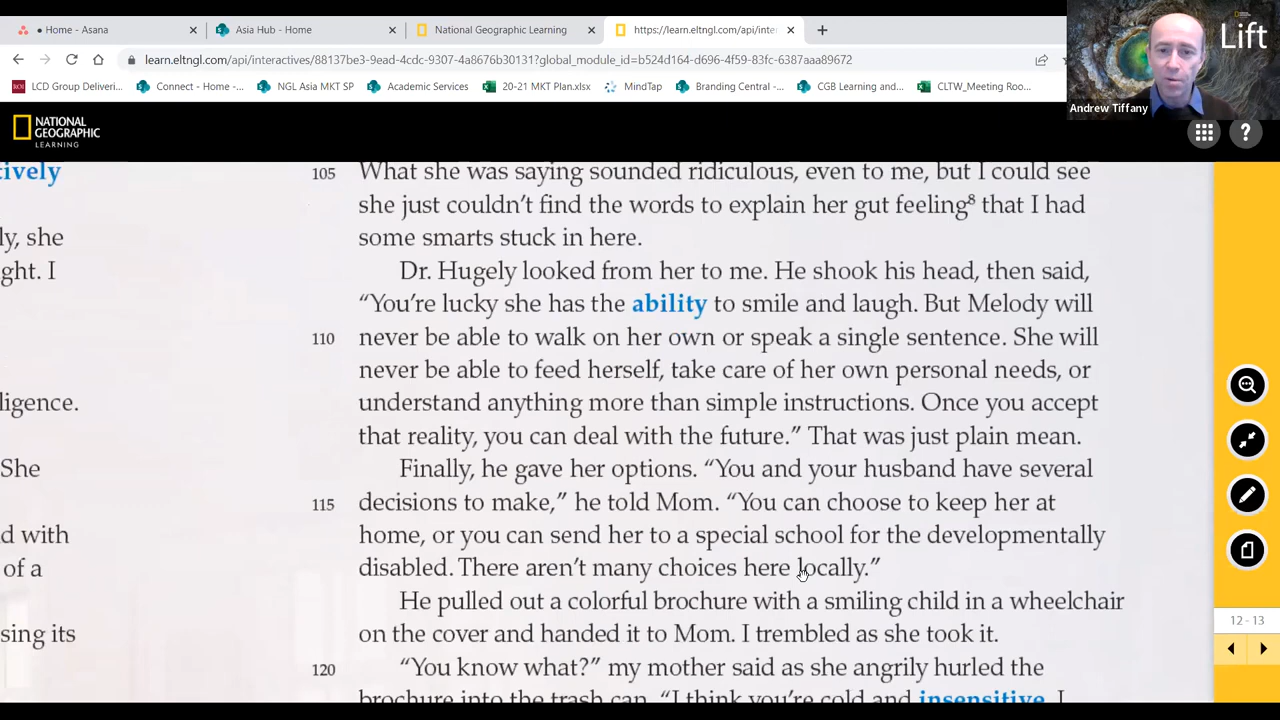 • Home - Asana
Asia Hub - Home
National Geographic Learning
https://learn.eltngl.com/api/inter
Lift
learn.eltngl.com/api/interactives/88137be3-9ead-4cdc-9307-4a8676b30131?global_module_id=b524d164-d696-4f59-83fc-6387aaa89672
LCD Group Deliveri...
Connect - Home -...
NGL Asia MKT SP
Academic Services
20-21 MKT Plan.xlsx
MindTap
Branding Central -...
CGB Learning and...
CLTW_Meeting Roo...
Andrew Tiffany
NATIONAL
GEOGRAPHIC
LEARNING
tively
ly, she
ght. I
ligence.
She
d with
of a
sing its
105 What she was saying sounded ridiculous, even to me, but I could see
she just couldn't find the words to explain her gut feeling⁸ that I had
some smarts stuck in here.
Dr. Hugely looked from her to me. He shook his head, then said,
“You're lucky she has the ability to smile and laugh. But Melody will
110 never be able to walk on her own or speak a single sentence. She will
never be able to feed herself, take care of her own personal needs, or
understand anything more than simple instructions. Once you accept
that reality, you can deal with the future.” That was just plain mean.
Finally, he gave her options. “You and your husband have several
115 decisions to make,” he told Mom. “You can choose to keep her at
home, or you can send her to a special school for the developmentally
disabled. There aren't many choices here locally.”
He pulled out a colorful brochure with a smiling child in a wheelchair
on the cover and handed it to Mom. I trembled as she took it.
120 “You know what?” my mother said as she angrily hurled the
brochure into the trash can. “I think you're cold and insensitive. I
12 - 13